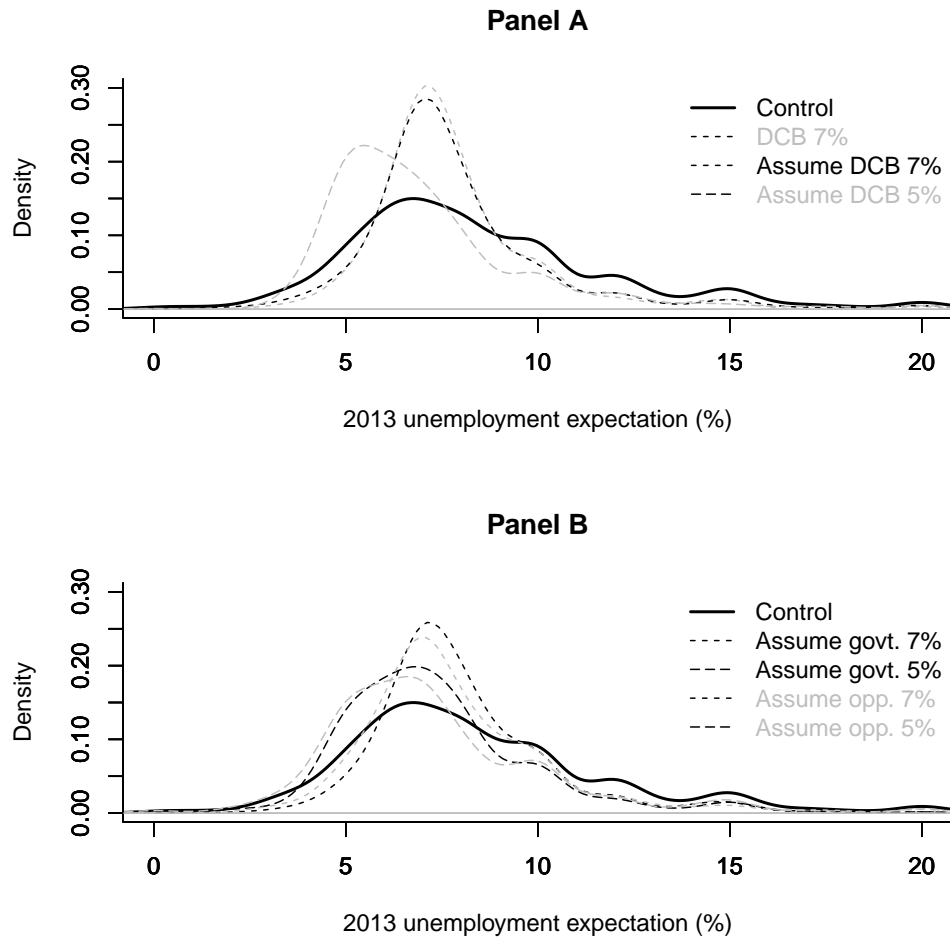 Panel A
Density
0.00 0.10 0.20 0.30
Control
DCB 7%
Assume DCB 7%
Assume DCB 5%
0 5 10 15 20
2013 unemployment expectation (%)
Panel B
Density
0.00 0.10 0.20 0.30
Control
Assume govt. 7%
Assume govt. 5%
Assume opp. 7%
Assume opp. 5%
0 5 10 15 20
2013 unemployment expectation (%)